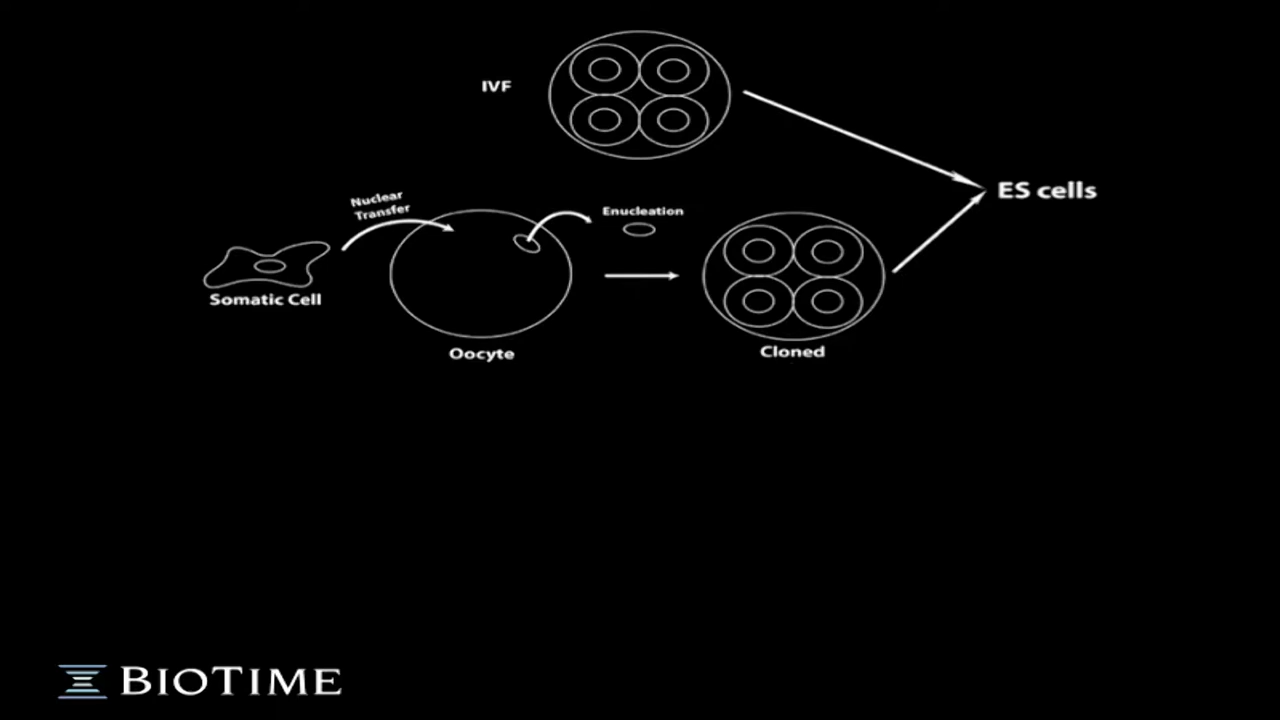 IVF
ES cells
Nuclear
Transfer
Enucleation
Somatic Cell
Oocyte
Cloned
BIOTIME